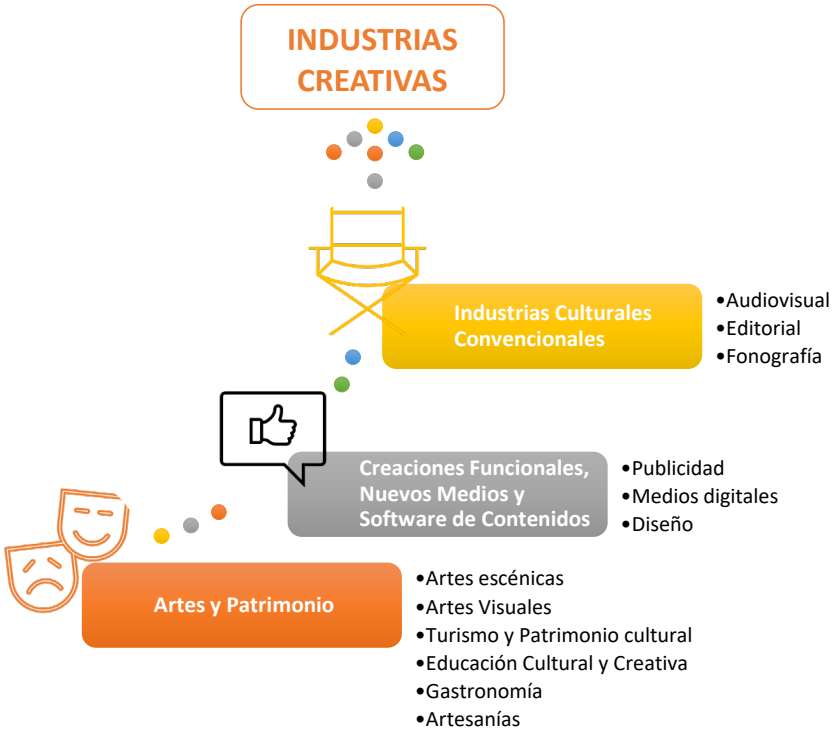 INDUSTRIAS
CREATIVAS
Industrias Culturales
Convencionales
•Audiovisual
•Editorial
•Fonografía
Creaciones Funcionales,
Nuevos Medios y
Software de Contenidos
•Publicidad
•Medios digitales
•Diseño
Artes y Patrimonio
•Artes escénicas
•Artes Visuales
•Turismo y Patrimonio cultural
•Educación Cultural y Creativa
•Gastronomía
•Artesanías